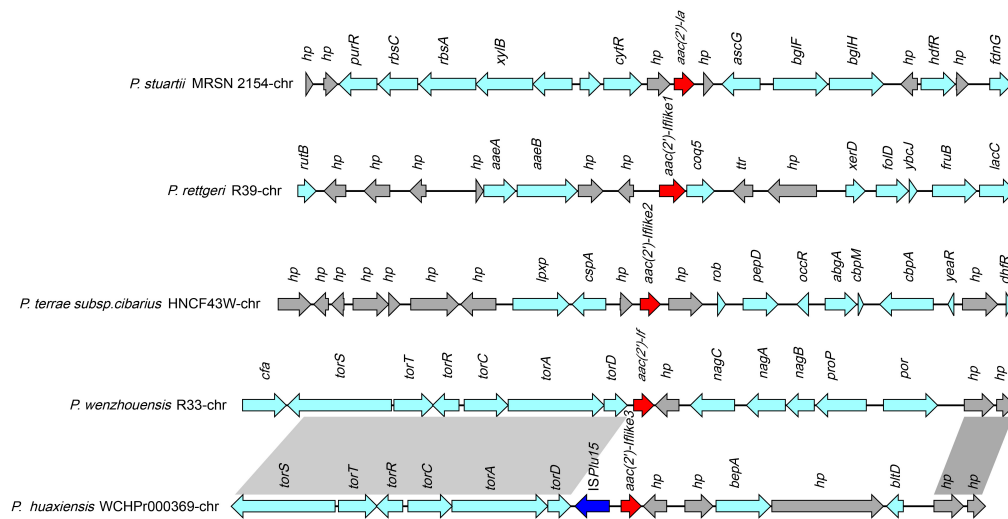 hp hp purR rbsC rbsA xylB cytR hp aac(2')-Ia hp ascG bglF bglH hp hdfR hp fdnG
P. stuartii MRSN 2154-chr
rutB hp hp hp hp aaeA aaeB hp hp aac(2')-Iflike1 coq5 ttr hp xerD folD ybcJ fruB lacC
P. rettgeri R39-chr
hp hp hp hp hp hp hp lpxp cspA hp aac(2')-Iflike2 hp rob pepD occR abgA cbpM cbpA yeaR hp dhfR
P. terrae subsp.cibarius HNCF43W-chr
cfa torS torT torR torC torA torD aac(2')-If hp nagC nagA nagB proP por hp hp
P. wenzhouensis R33-chr
torS torT torR torC torA torD ISPlu15 aac(2')-Iflike3 hp hp bepA hp bltD hp hp
P. huaxiensis WCHPr000369-chr